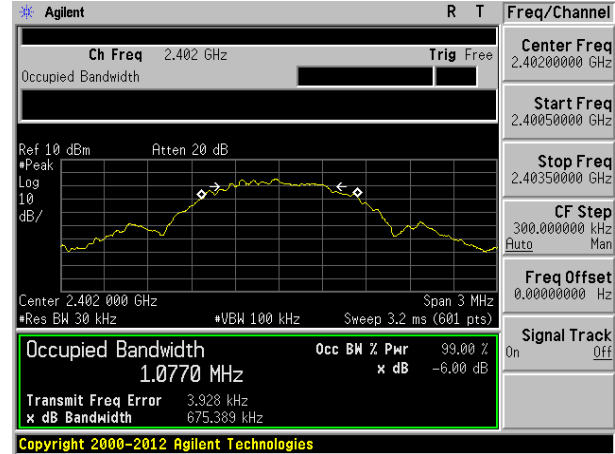 Agilent R T Freq/Channel
Ch Freq 2.402 GHz Trig Free
Occupied Bandwidth
Center Freq
2.40200000 GHz
Start Freq
2.40050000 GHz
Stop Freq
2.40350000 GHz
CF Step
300.000000 kHz
Auto Man
Freq Offset
0.00000000 Hz
Signal Track
On Off
Ref 10 dBm Atten 20 dB
#Peak
Log
10
dB/
Center 2.402 000 GHz Span 3 MHz
#Res BW 30 kHz #VBW 100 kHz Sweep 3.2 ms (601 pts)
Occupied Bandwidth Occ BW % Pwr 99.00 %
1.0770 MHz x dB -6.00 dB
Transmit Freq Error 3.928 kHz
x dB Bandwidth 675.389 kHz
Copyright 2000-2012 Agilent Technologies